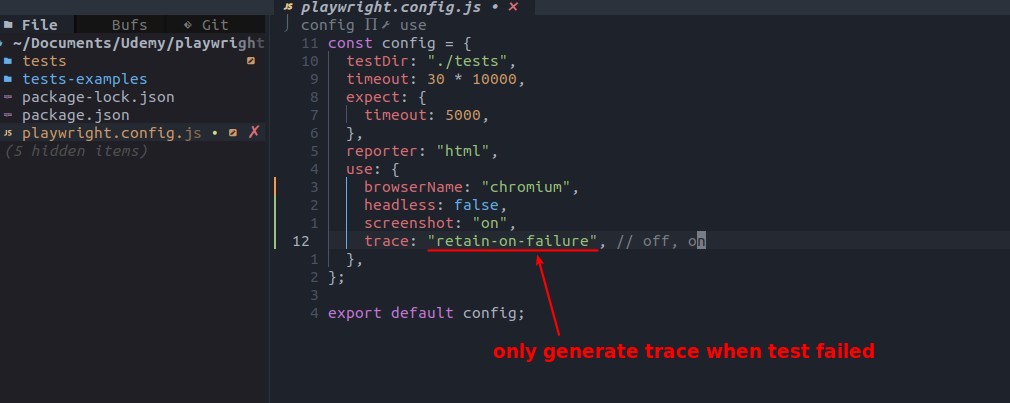 playwright.config.js • ✕
File Bufs Git
config use
~/Documents/Udemy/playwright
tests
tests-examples
package-lock.json
package.json
JS playwright.config.js • ✗
(5 hidden items)
11 const config = {
10 testDir: "./tests",
9 timeout: 30 * 10000,
8 expect: {
7 timeout: 5000,
6 },
5 reporter: "html",
4 use: {
3 browserName: "chromium",
2 headless: false,
1 screenshot: "on",
12 trace: "retain-on-failure", // off, on
1 },
2 };
3
4 export default config;
only generate trace when test failed